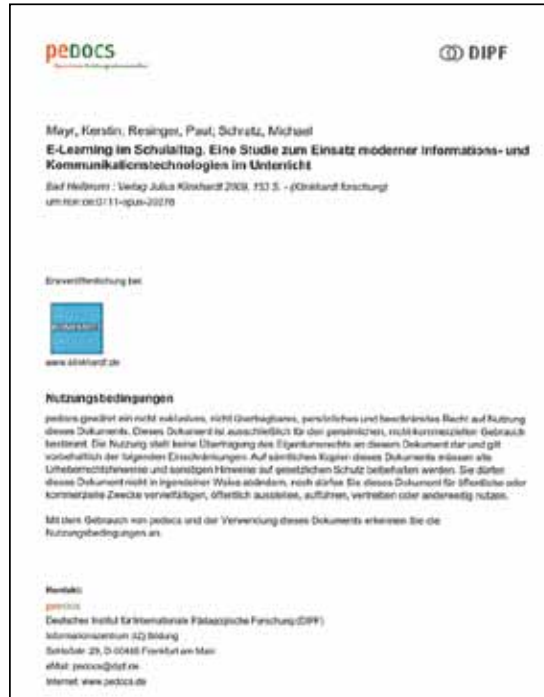 peDOCS
DIPF
Mayr, Kerstin; Resinger, Paul; Schratz, Michael
E-Learning im Schulalltag. Eine Studie zum Einsatz moderner Informations- und
Kommunikationstechnologien im Unterricht
Bad Heilbrunn : Verlag Julius Klinkhardt 2009, 153 S. - (Klinkhardt forschung)
Erstveröffentlichung bei:
KLINKHARDT
www.klinkhardt.de
Nutzungsbedingungen
pedocs gewährt ein nicht exklusives, nicht übertragbares, persönliches und beschränktes Recht auf Nutzung
dieses Dokuments. Dieses Dokument ist ausschließlich für den persönlichen, nicht-kommerziellen Gebrauch
bestimmt. Die Nutzung stellt keine Übertragung des Eigentumsrechts an diesem Dokument dar und gilt
vorbehaltlich der folgenden Einschränkungen: Auf sämtlichen Kopien dieses Dokuments müssen alle
Urheberrechtshinweise und sonstigen Hinweise auf gesetzlichen Schutz beibehalten werden. Sie dürfen
dieses Dokument nicht in irgendeiner Weise abändern, noch dürfen Sie dieses Dokument für öffentliche oder
kommerzielle Zwecke vervielfältigen, öffentlich ausstellen, aufführen, vertreiben oder anderweitig nutzen.
Mit dem Gebrauch von pedocs und der Verwendung dieses Dokuments erkennen Sie die
Nutzungsbedingungen an.
Kontakt:
peDOCS
Deutsches Institut für Internationale Pädagogische Forschung (DIPF)
Informationszentrum (IZ) Bildung
Schloßstr. 29, D-60486 Frankfurt am Main
eMail: pedocs@dipf.de
Internet: www.pedocs.de